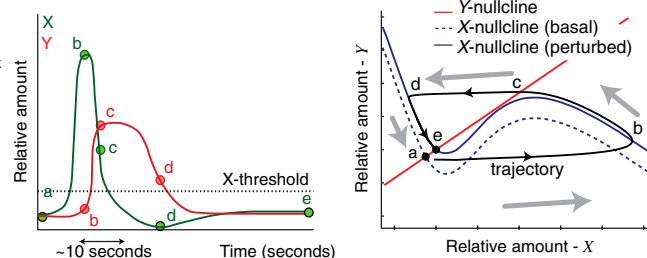 X
Y
b
c
c
d
a
X-threshold
b
d
e
Relative amount
~10 seconds
Time (seconds)
Y-nullcline
X-nullcline (basal)
X-nullcline (perturbed)
d
c
b
e
a
trajectory
Relative amount - Y
Relative amount - X